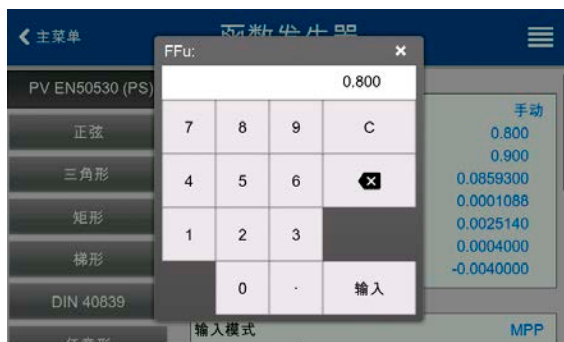 主菜单
函数发生器
FFu:
×
PV EN50530 (PS)
正弦
三角形
矩形
梯形
DIN 40839
0.800
7 8 9 C
4 5 6
1 2 3
0 . 输入
手动
0.800
0.900
0.0859300
0.0001088
0.0025140
0.0004000
-0.0040000
输入模式
MPP